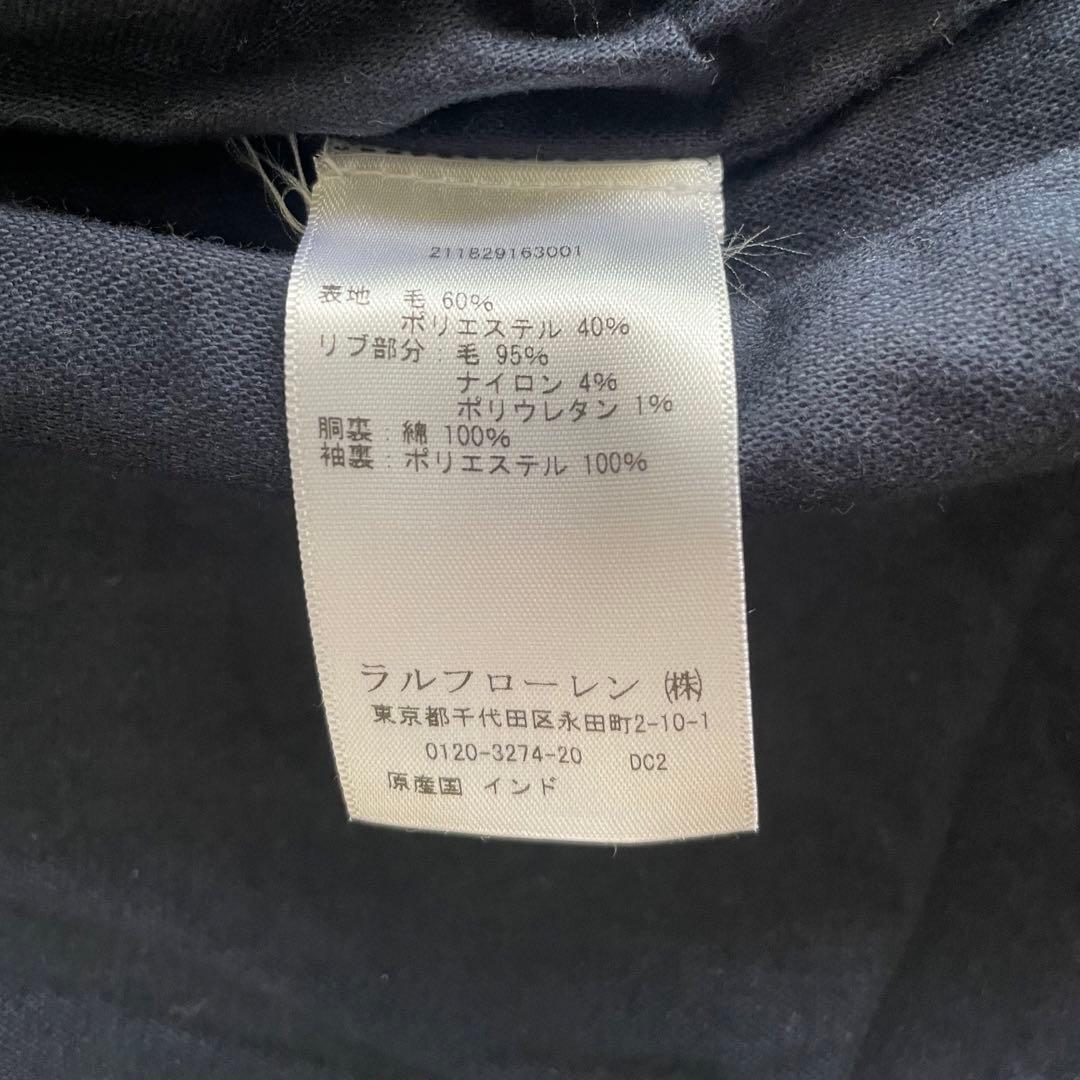 211829163001
表地 毛 60%
ポリエステル 40%
リブ部分:毛 95%
ナイロン 4%
ポリウレタン 1%
胴裏:綿 100%
袖裏:ポリエステル 100%
ラルフローレン ㈱
東京都千代田区永田町2-10-1
0120-3274-20 DC2
原産国 インド